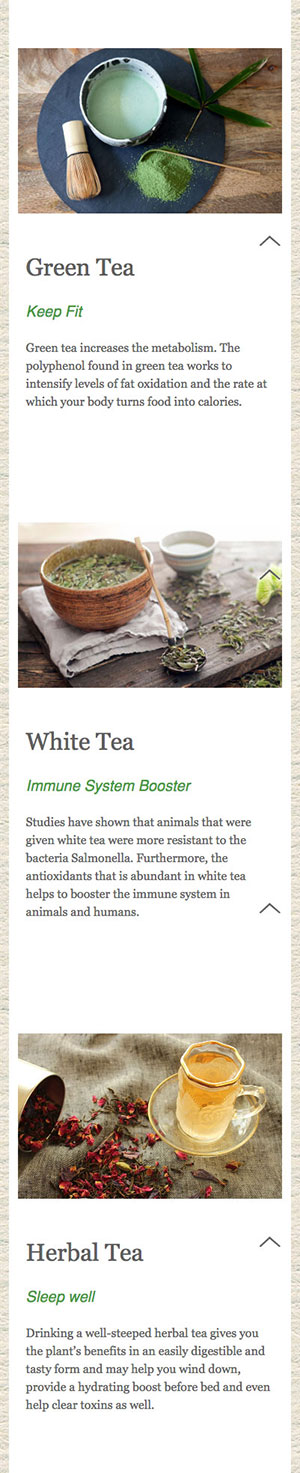 Green Tea
Keep Fit
Green tea increases the metabolism. The
polyphenol found in green tea works to
intensify levels of fat oxidation and the rate at
which your body turns food into calories.
White Tea
Immune System Booster
Studies have shown that animals that were
given white tea were more resistant to the
bacteria Salmonella. Furthermore, the
antioxidants that is abundant in white tea
helps to booster the immune system in
animals and humans.
Herbal Tea
Sleep well
Drinking a well-steeped herbal tea gives you
the plant’s benefits in an easily digestible and
tasty form and may help you wind down,
provide a hydrating boost before bed and even
help clear toxins as well.